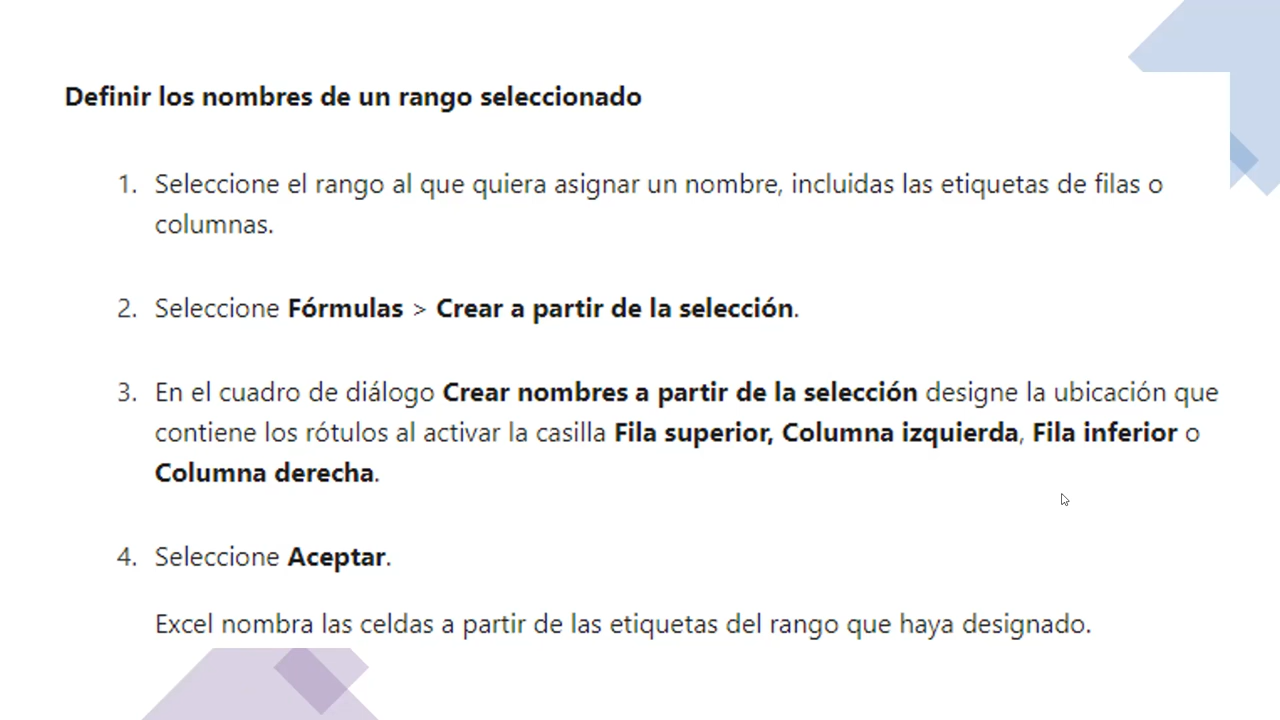 Definir los nombres de un rango seleccionado
1. Seleccione el rango al que quiera asignar un nombre, incluidas las etiquetas de filas o
columnas.
2. Seleccione Fórmulas > Crear a partir de la selección.
3. En el cuadro de diálogo Crear nombres a partir de la selección designe la ubicación que
contiene los rótulos al activar la casilla Fila superior, Columna izquierda, Fila inferior o
Columna derecha.
4. Seleccione Aceptar.
Excel nombra las celdas a partir de las etiquetas del rango que haya designado.